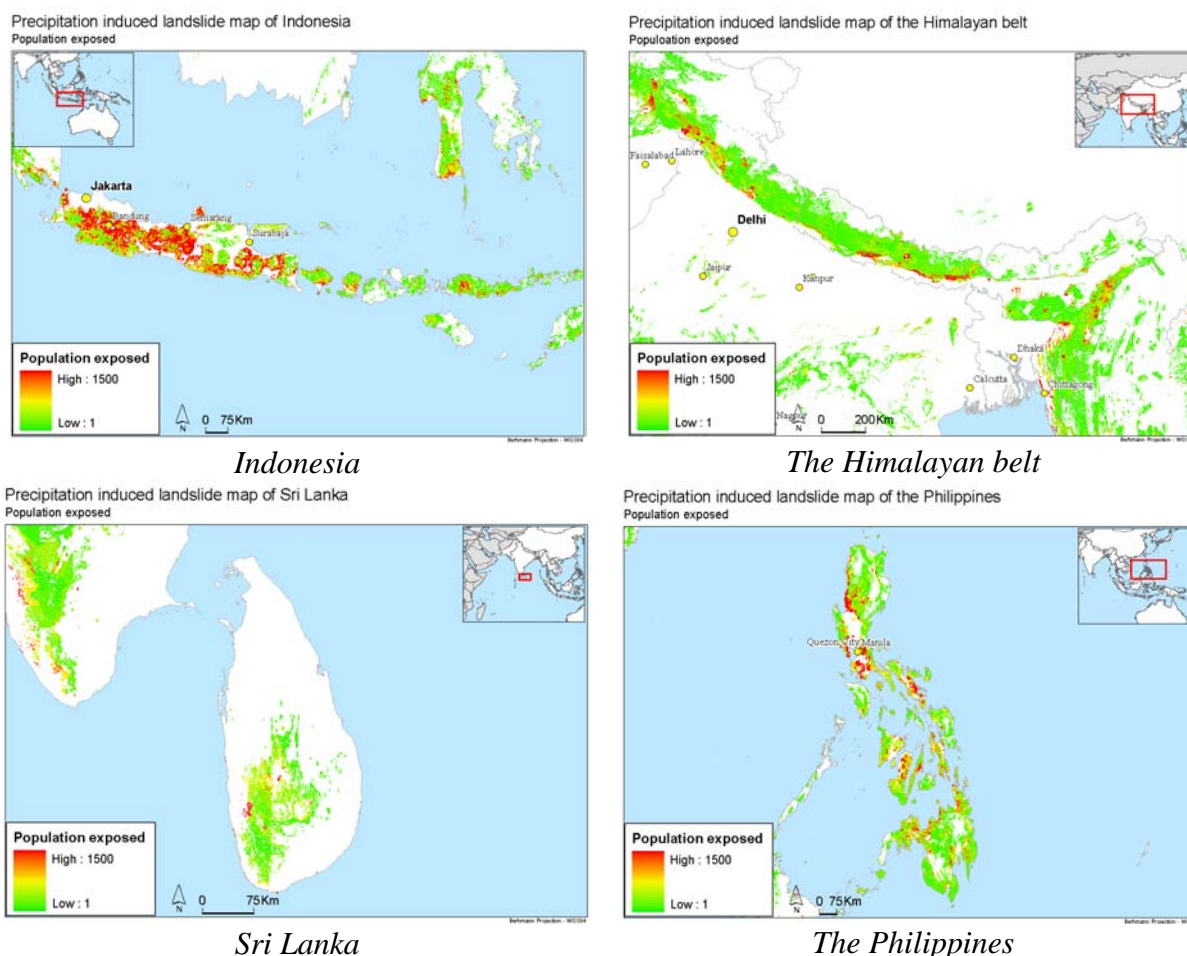 Precipitation induced landslide map of Indonesia
Population exposed
Jakarta
Bandung
Semarang
Surabaja
Population exposed
High : 1500
Low : 1
N
0 75Km
Indonesia
Precipitation induced landslide map of the Himalayan belt
Populoation exposed
Faisalabad
Lahore
Delhi
Jaipur
Kanpur
Dhaka
Calcutta
Chittagong
Nagpur
Population exposed
High : 1500
Low : 1
N
0 200Km
The Himalayan belt
Precipitation induced landslide map of Sri Lanka
Population exposed
Population exposed
High : 1500
Low : 1
N
0 75Km
Sri Lanka
Precipitation induced landslide map of the Philippines
Population exposed
Quezon City
Manila
Population exposed
High : 1500
Low : 1
N
0 75Km
The Philippines